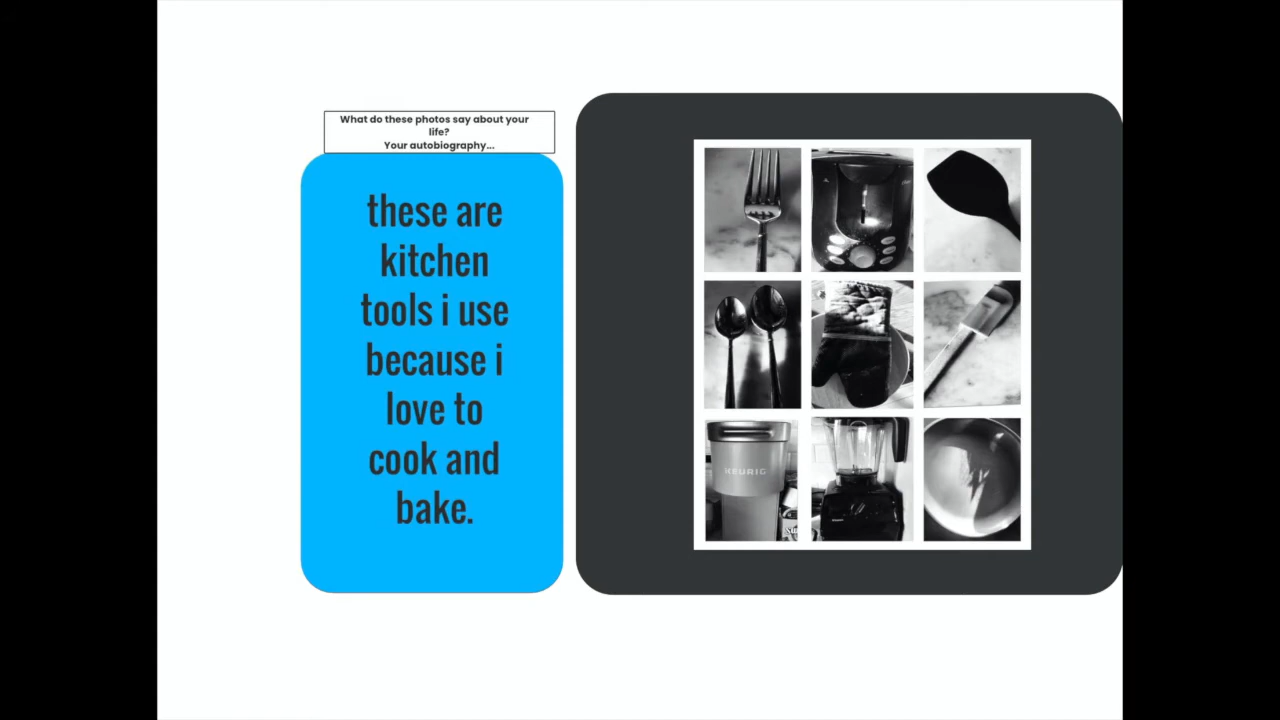 What do these photos say about your
life?
Your autobiography...
these are
kitchen
tools i use
because i
love to
cook and
bake.
KEURIG